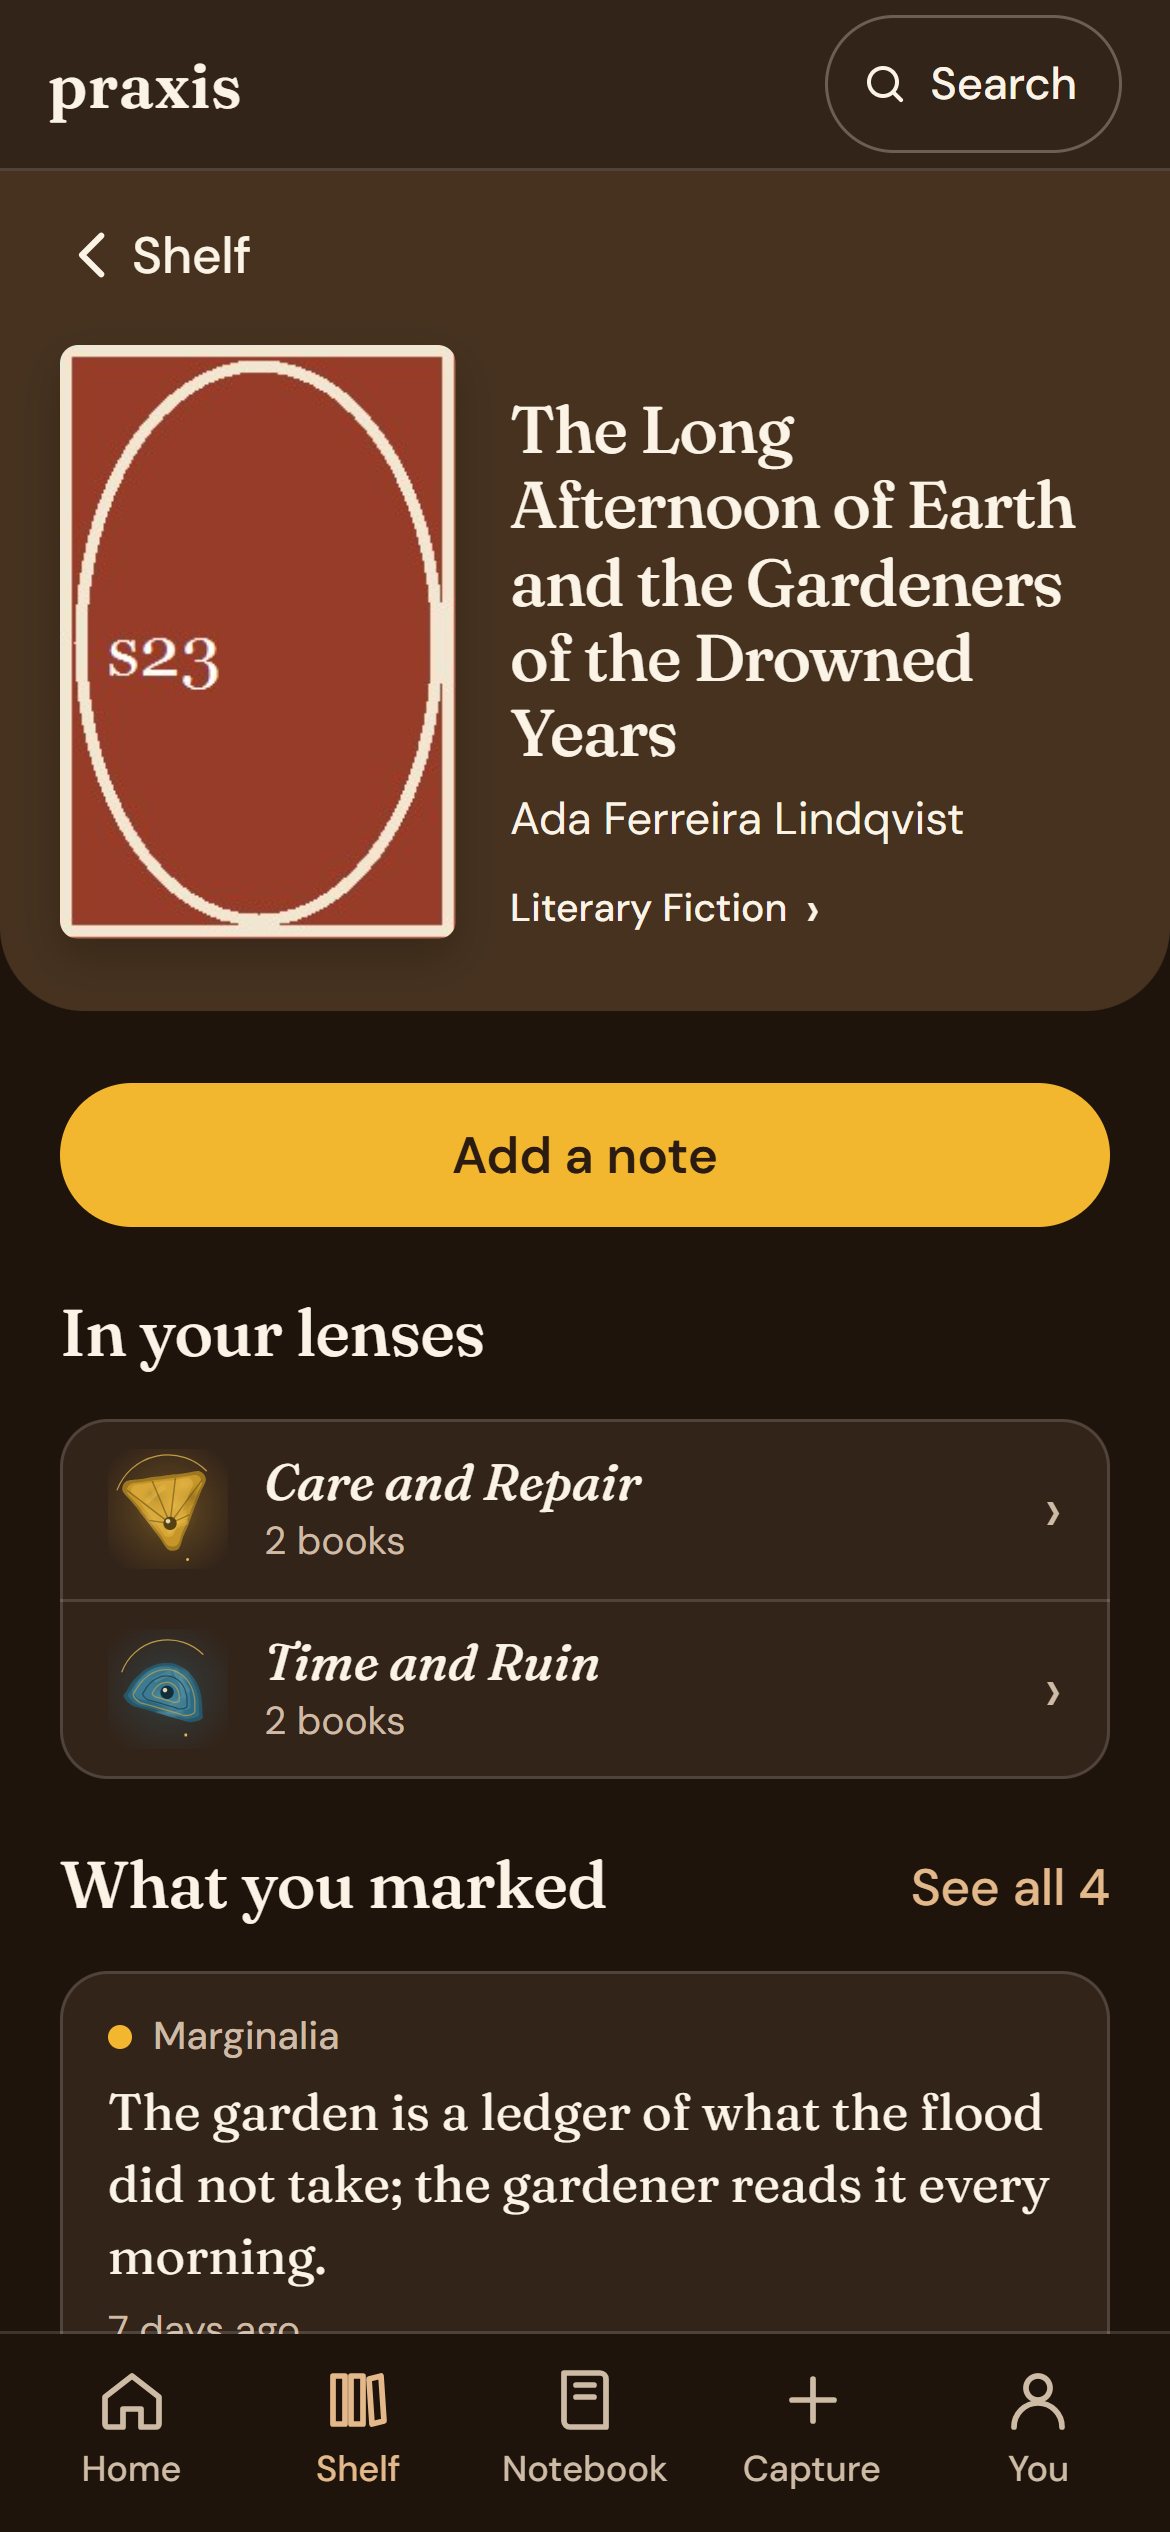 praxis
Search
Shelf
s23
The Long
Afternoon of Earth
and the Gardeners
of the Drowned
Years
Ada Ferreira Lindqvist
Literary Fiction ›
Add a note
In your lenses
Care and Repair
2 books
›
Time and Ruin
2 books
›
What you marked
See all 4
Marginalia
The garden is a ledger of what the flood
did not take; the gardener reads it every
morning.
7 days ago
Home
Shelf
Notebook
Capture
You